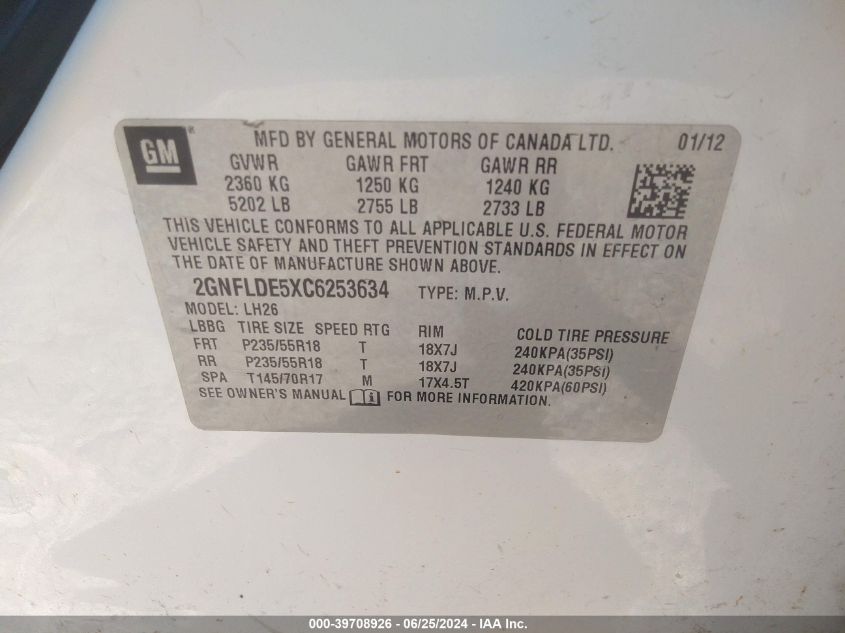 GM ® MFD BY GENERAL MOTORS OF CANADA LTD. 01/12
GVWR GAWR FRT GAWR RR
2360 KG 1250 KG 1240 KG
5202 LB 2755 LB 2733 LB
THIS VEHICLE CONFORMS TO ALL APPLICABLE U.S. FEDERAL MOTOR
VEHICLE SAFETY AND THEFT PREVENTION STANDARDS IN EFFECT ON
THE DATE OF MANUFACTURE SHOWN ABOVE.
2GNFLDE5XC6253634 TYPE: M.P.V.
MODEL: LH26
LBBG TIRE SIZE SPEED RTG RIM COLD TIRE PRESSURE
FRT P235/55R18 T 18X7J 240KPA(35PSI)
RR P235/55R18 T 18X7J 240KPA(35PSI)
SPA T145/70R17 M 17X4.5T 420KPA(60PSI)
SEE OWNER'S MANUAL i FOR MORE INFORMATION.
000-39708926 - 06/25/2024 - IAA Inc.